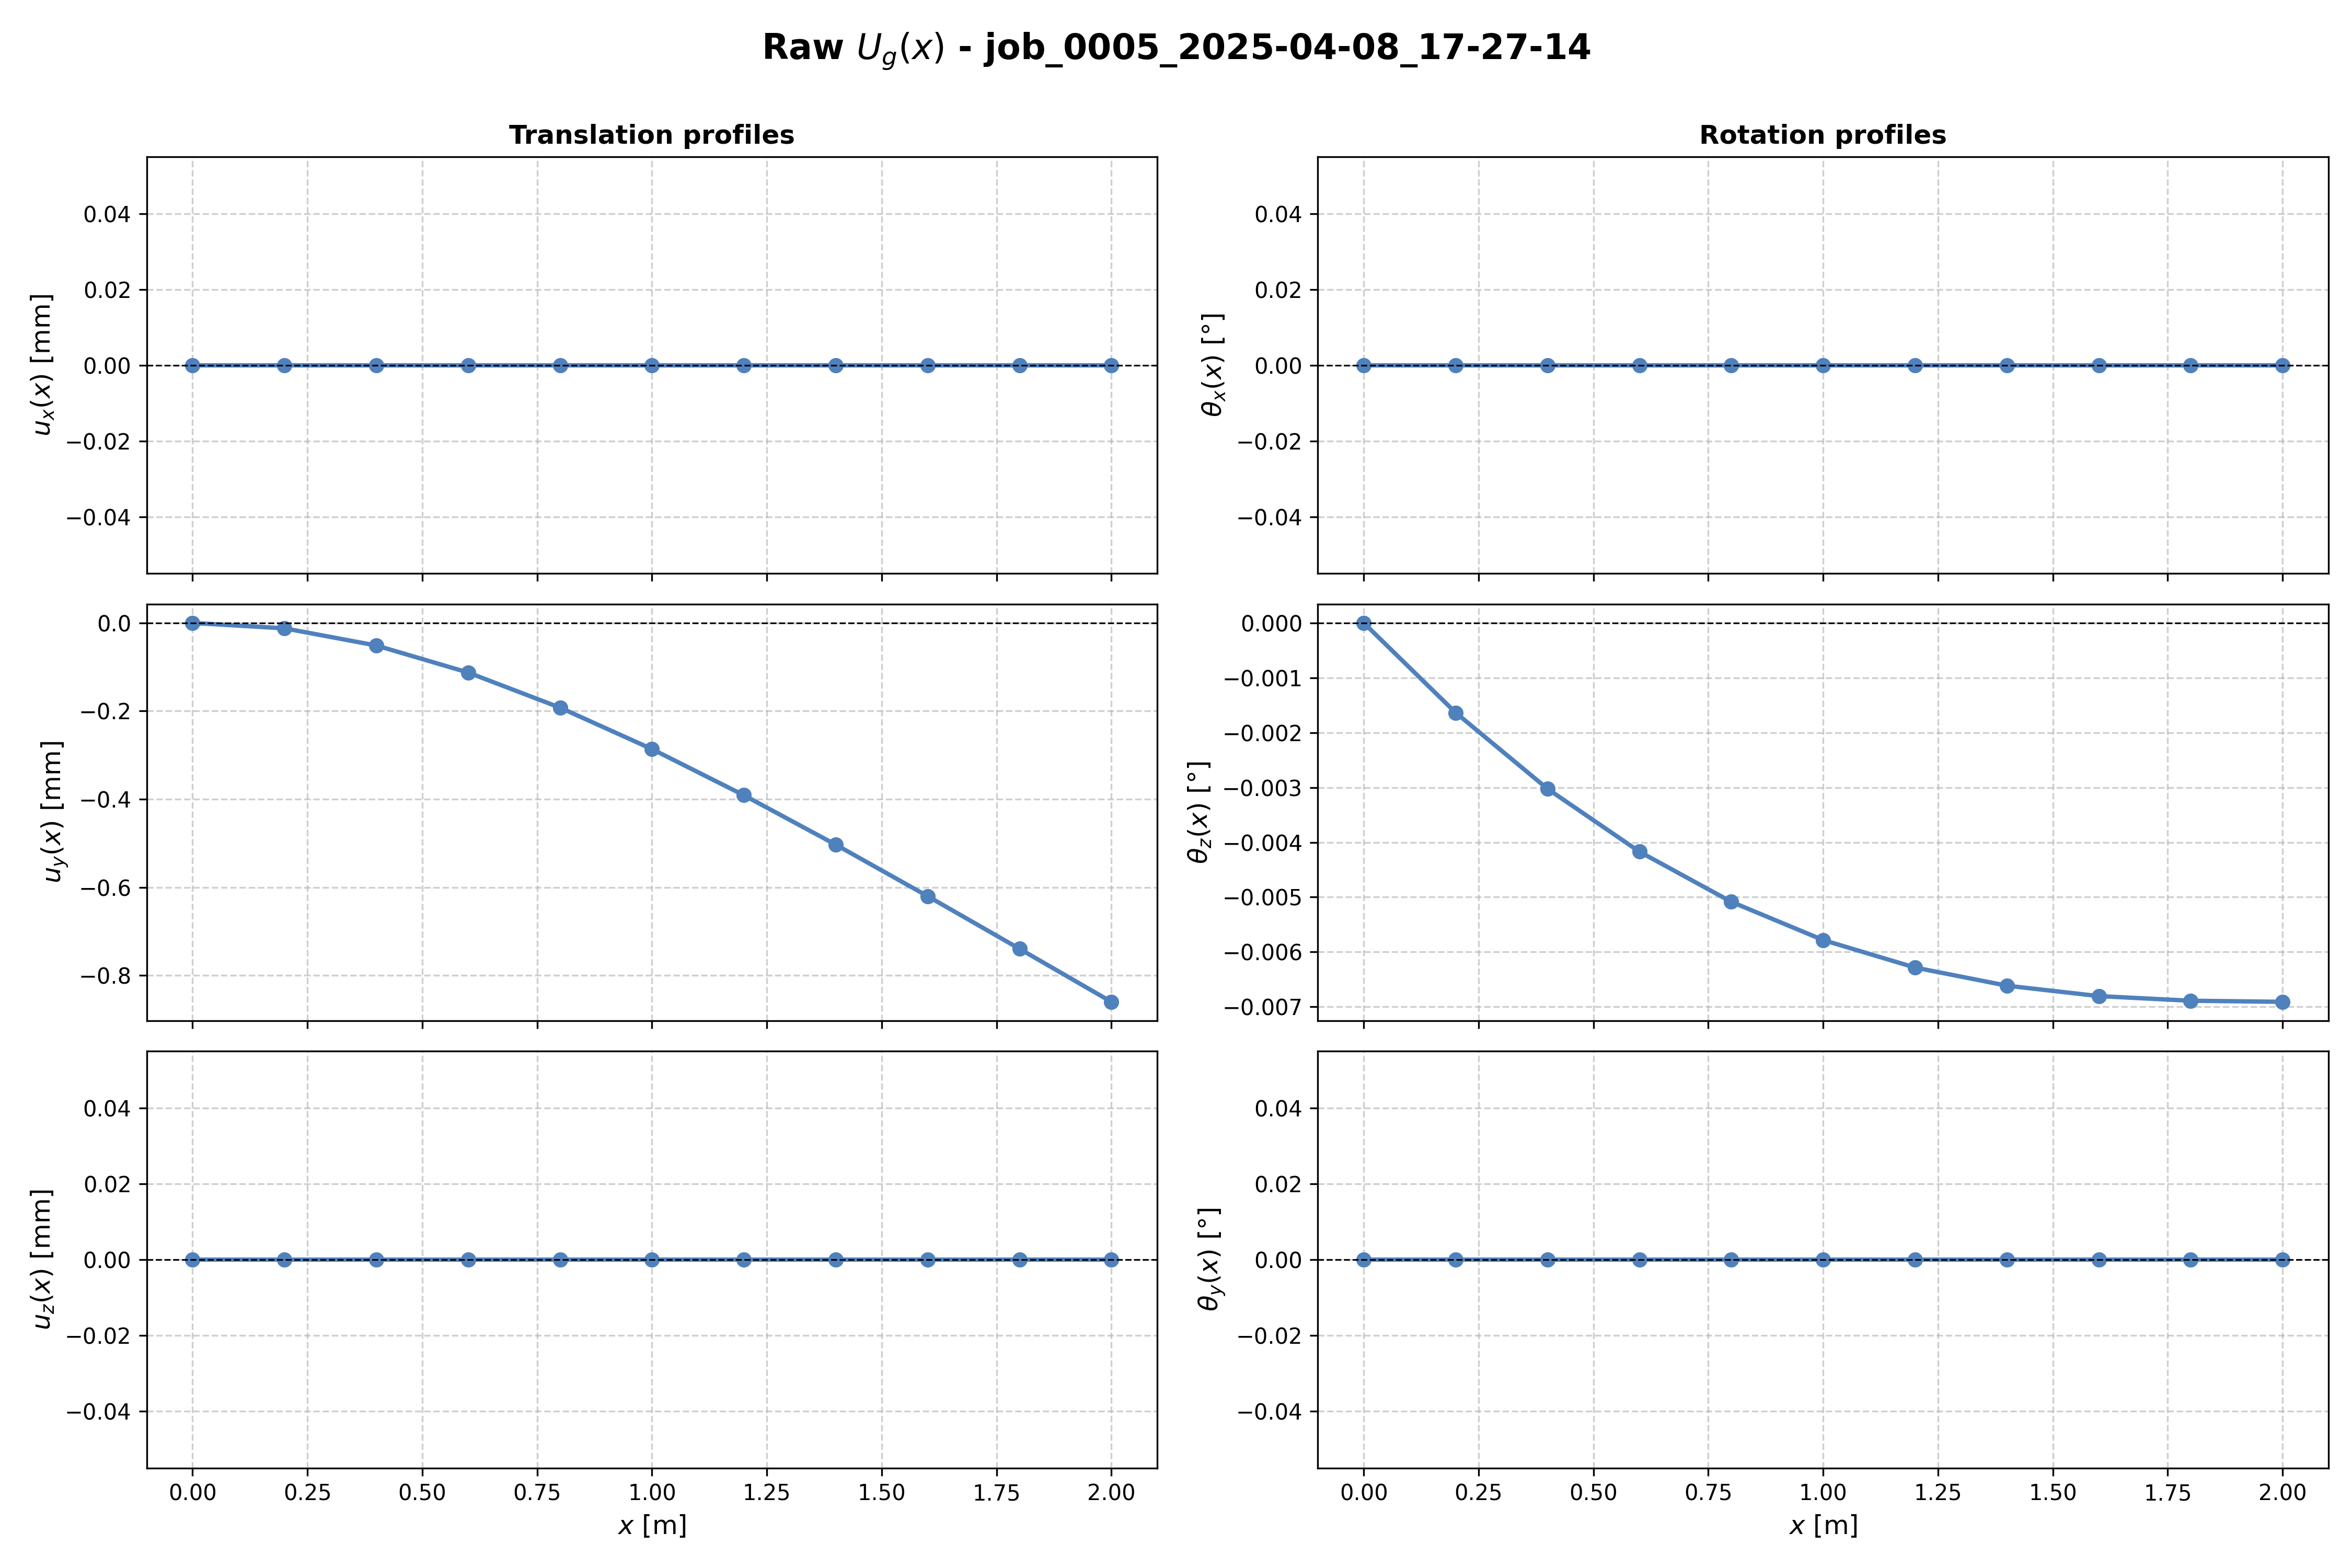 Raw U_g(x) - job_0005_2025-04-08_17-27-14
Translation profiles
u_x(x) [mm]
0.04
0.02
0.00
−0.02
−0.04
Rotation profiles
θ_x(x) [°]
0.04
0.02
0.00
−0.02
−0.04
u_y(x) [mm]
0.0
−0.2
−0.4
−0.6
−0.8
θ_z(x) [°]
0.000
−0.001
−0.002
−0.003
−0.004
−0.005
−0.006
−0.007
u_z(x) [mm]
0.04
0.02
0.00
−0.02
−0.04
0.00 0.25 0.50 0.75 1.00 1.25 1.50 1.75 2.00
x [m]
θ_y(x) [°]
0.04
0.02
0.00
−0.02
−0.04
0.00 0.25 0.50 0.75 1.00 1.25 1.50 1.75 2.00
x [m]